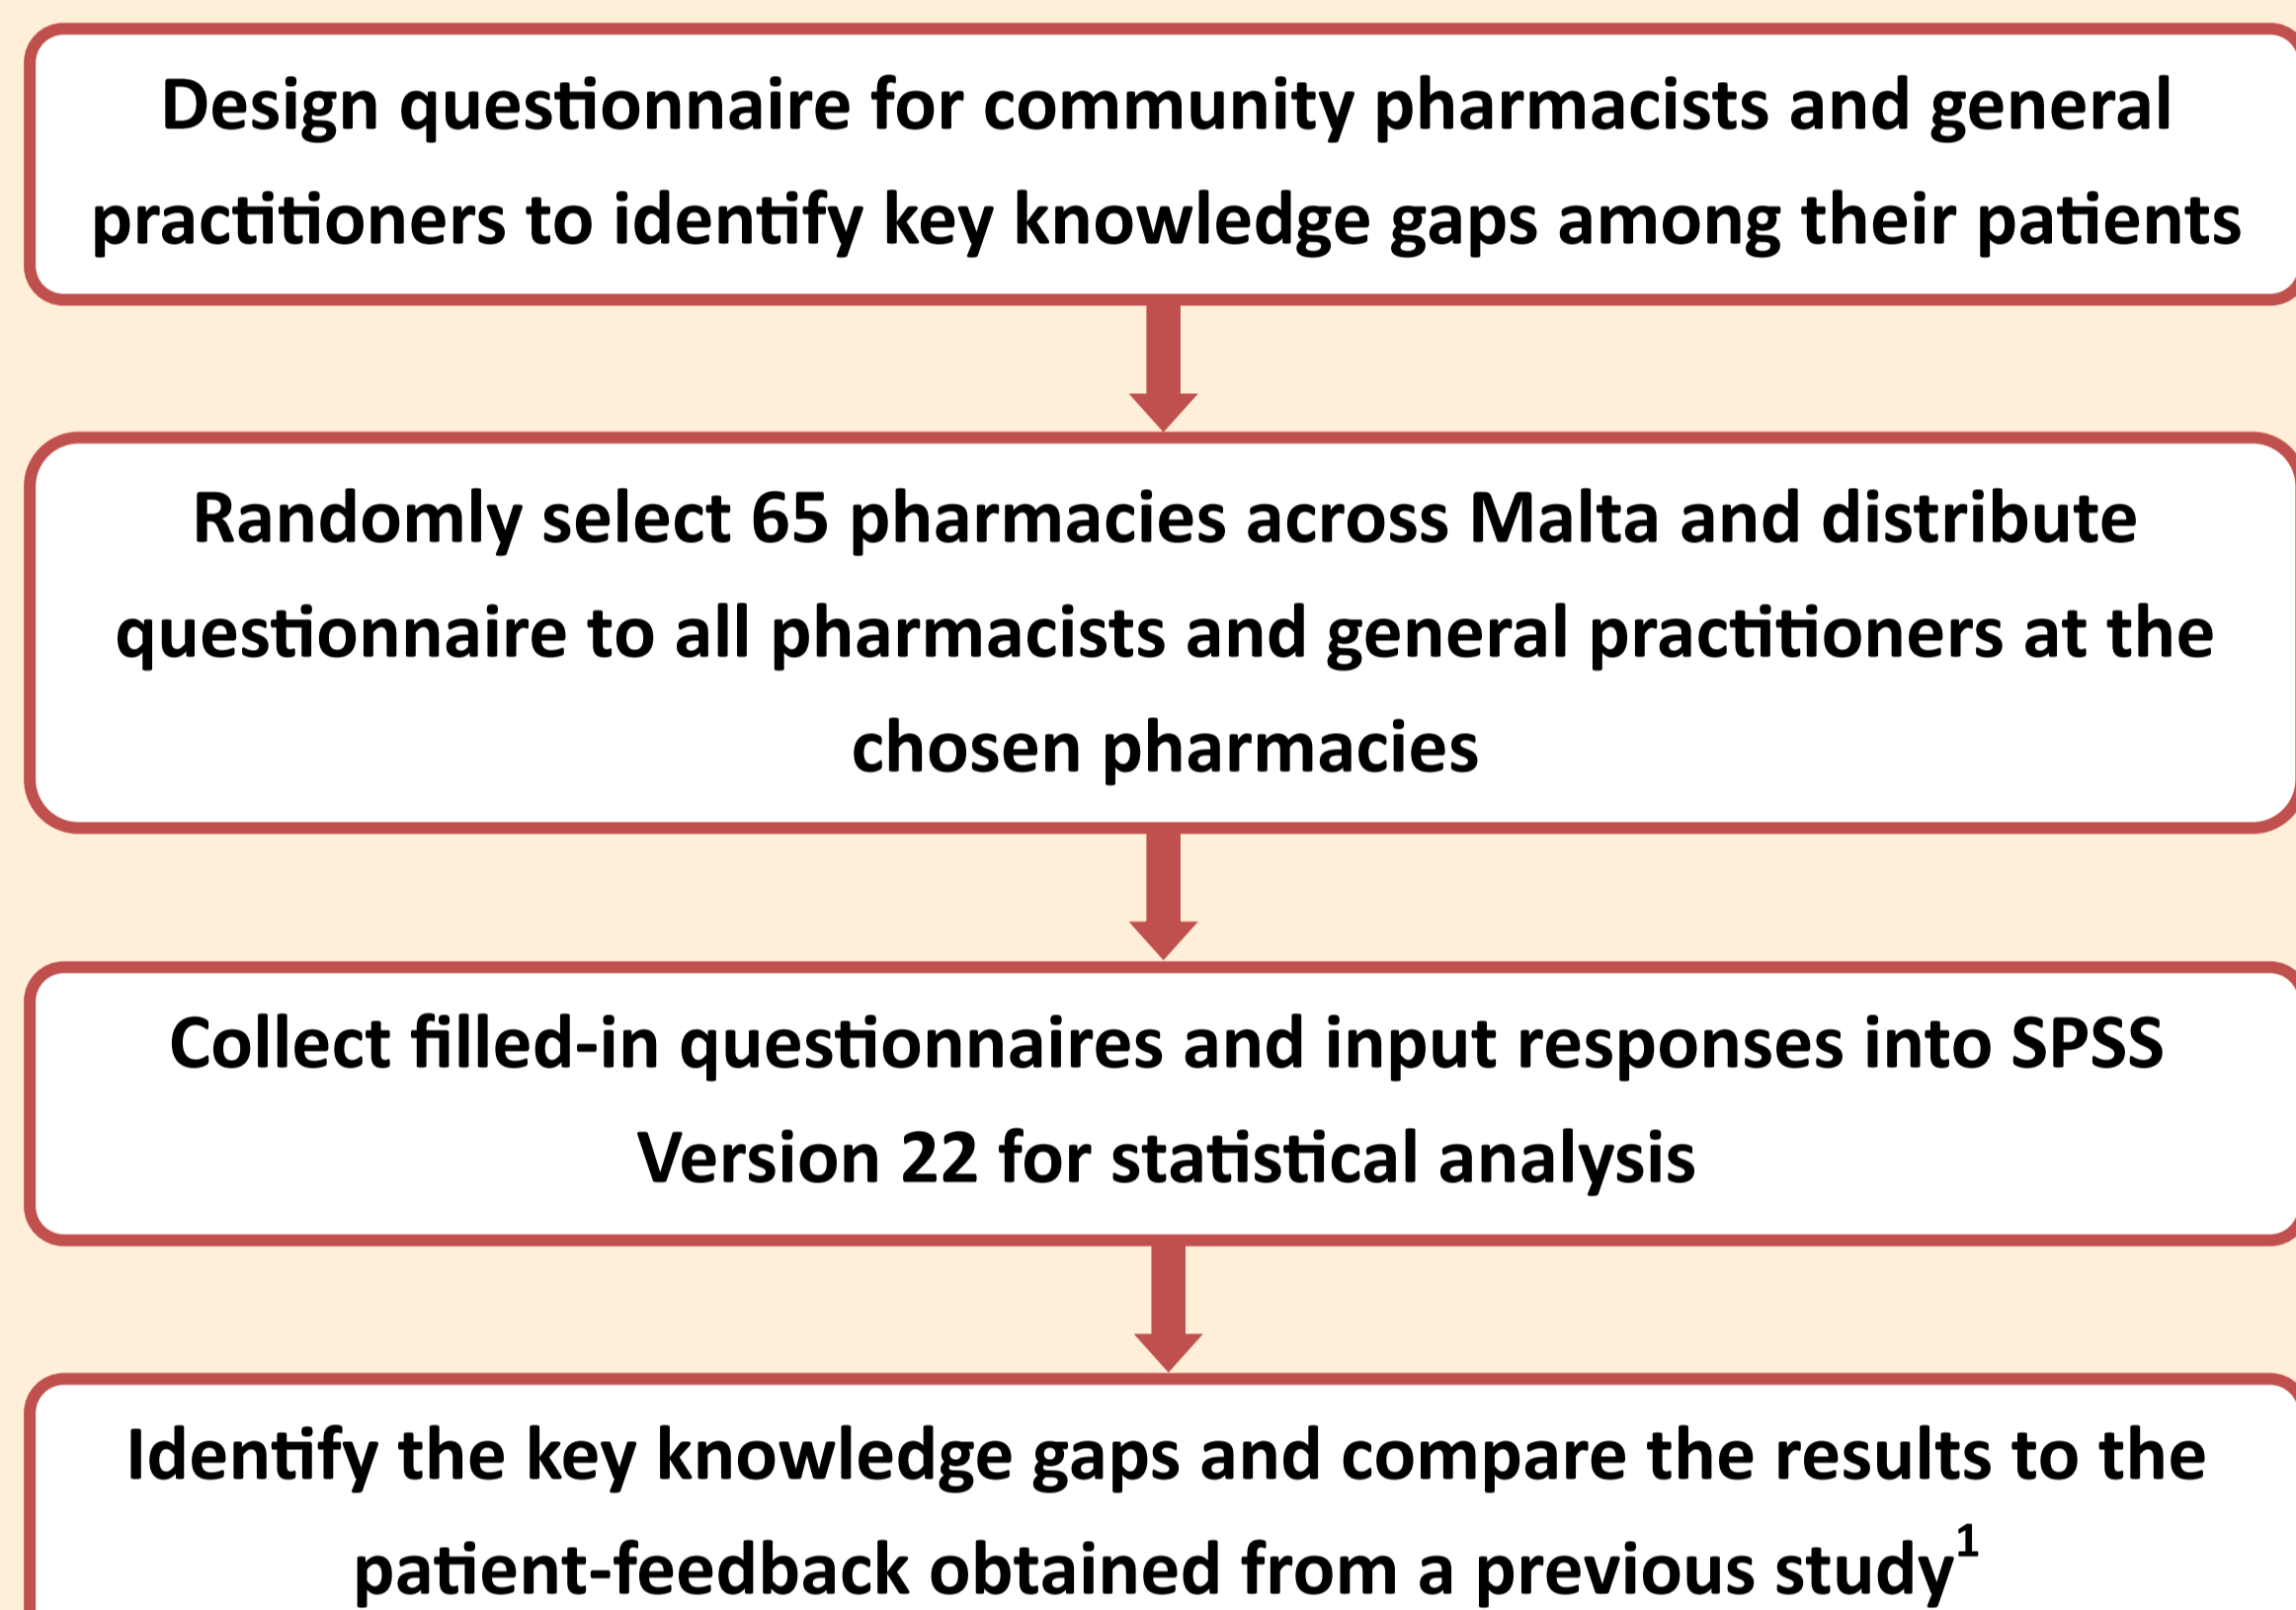 Design questionnaire for community pharmacists and general
practitioners to identify key knowledge gaps among their patients
Randomly select 65 pharmacies across Malta and distribute
questionnaire to all pharmacists and general practitioners at the
chosen pharmacies
Collect filled-in questionnaires and input responses into SPSS
Version 22 for statistical analysis
Identify the key knowledge gaps and compare the results to the
patient-feedback obtained from a previous study¹